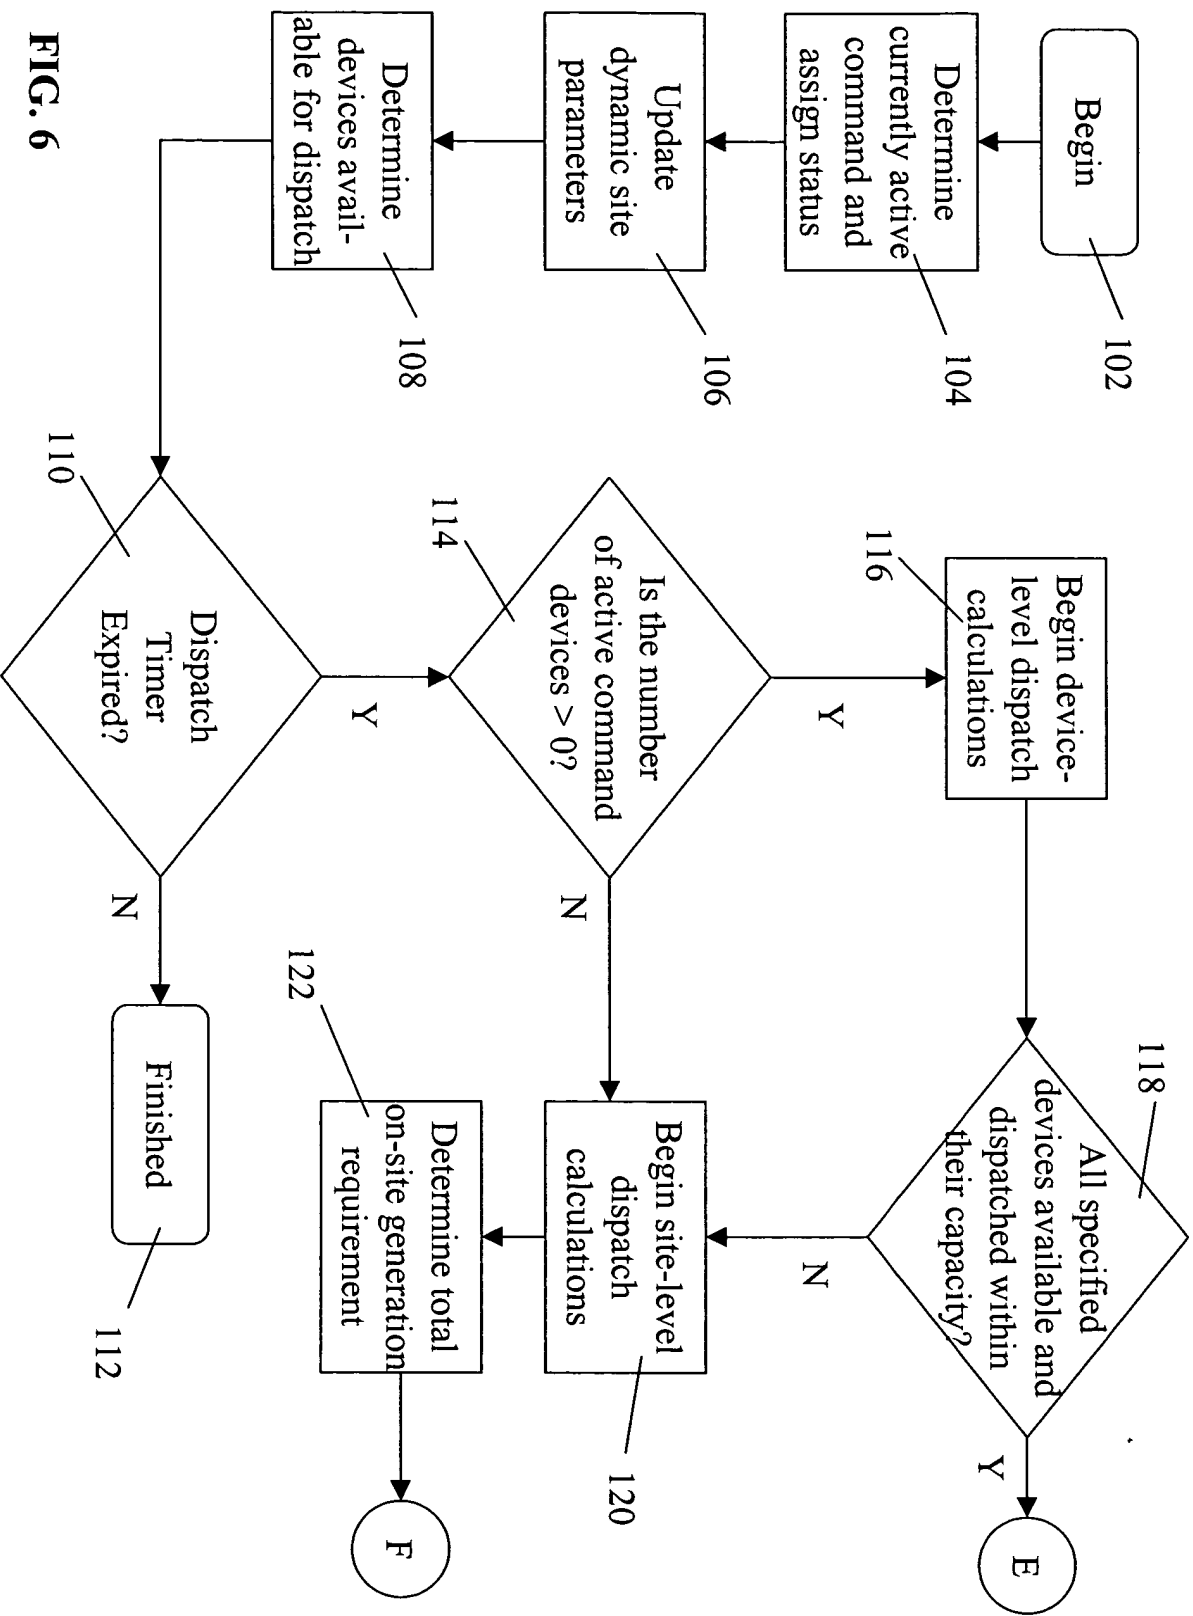 Begin
102
Determine
currently active
command and
assign status
104
Update
dynamic site
parameters
106
Determine
devices avail-
able for dispatch
108
Dispatch
Timer
Expired?
110
Y
N
Finished
112
Is the number
of active command
devices > 0?
114
Y
N
Begin device-
level dispatch
calculations
116
All specified
devices available and
dispatched within
their capacity?
118
Y
N
E
Begin site-level
dispatch
calculations
120
Determine total
on-site generation
requirement
122
F
FIG. 6